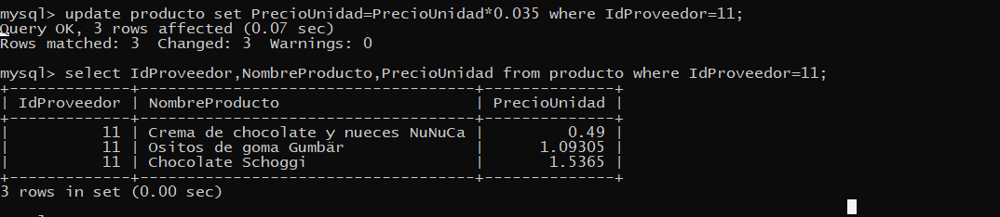 mysql> update producto set PrecioUnidad=PrecioUnidad*0.035 where IdProveedor=11;
Query OK, 3 rows affected (0.07 sec)
Rows matched: 3  Changed: 3  Warnings: 0
mysql> select IdProveedor,NombreProducto,PrecioUnidad from producto where IdProveedor=11;
+-------------+-----------------------------------+--------------+
| IdProveedor | NombreProducto                    | PrecioUnidad |
+-------------+-----------------------------------+--------------+
|          11 | Crema de chocolate y nueces NuNuCa |         0.49 |
|          11 | Ositos de goma Gumbär             |      1.09305 |
|          11 | Chocolate Schoggi                 |       1.5365 |
+-------------+-----------------------------------+--------------+
3 rows in set (0.00 sec)